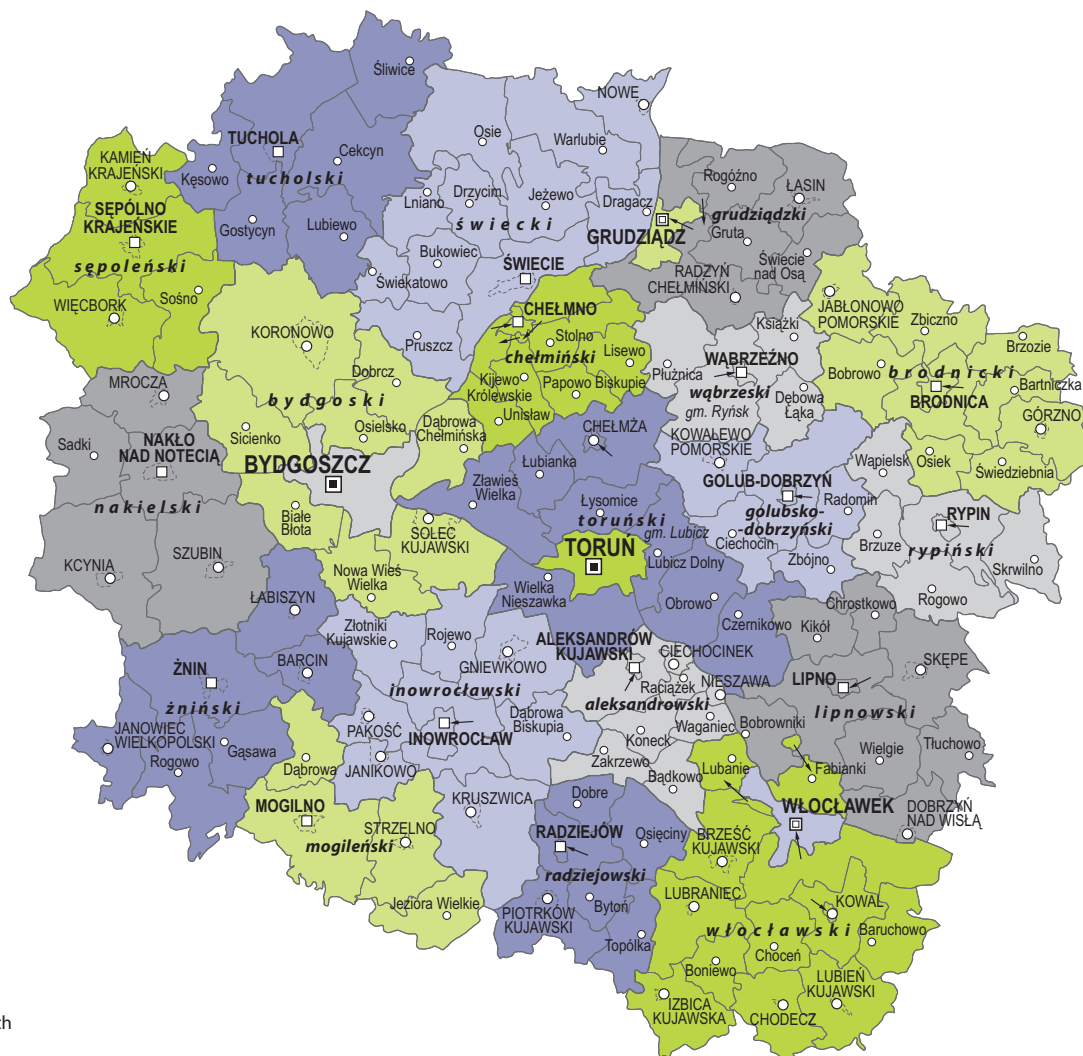 Śliwice
NOWE
TUCHOLA
Osie
Warlubie
KAMIEŃ
KRAJEŃSKI
Cekcyn
Kęsowo
tucholski
Rogóźno
ŁASIN
Drzycim
Jeżewo
Lniano
SĘPÓLNO
KRAJEŃSKIE
Gostycyn
Lubiewo
świecki
Dragacz
grudziądzki
GRUDZIĄDZ
Gruta
Bukowiec
sępoleński
ŚWIECIE
Świecie
nad Osą
Świekatowo
RADZYŃ
CHEŁMIŃSKI
WIĘCBORK
Sośno
CHEŁMNO
JABŁONOWO
POMORSKIE
Zbiczno
KORONOWO
Pruszcz
Stolno
Książki
Brzozie
chełmiński
Lisewo
WĄBRZEŹNO
Płużnica
Bobrowo
brodnicki
MROCZA
Dobrcz
Kijewo
Królewskie
Papowo Biskupie
wąbrzeski
Dębowa
Łąka
Bartniczka
BRODNICA
bydgoski
Unisław
gm. Ryńsk
GÓRZNO
Sicienko
Osielsko
Dąbrowa
Chełmińska
CHEŁMŻA
KOWALEWO
POMORSKIE
Sadki
NAKŁO
NAD NOTECIĄ
BYDGOSZCZ
Łubianka
Wąpielsk
Osiek
Świedziebnia
Zławieś
Wielka
GOLUB-DOBRZYŃ
Łysomice
Radomin
nakielski
Białe
Błota
toruński
golubsko-
dobrzyński
RYPIN
SOLEC
KUJAWSKI
gm. Lubicz
Ciechocin
Brzuze
rypiński
TORUŃ
Lubicz Dolny
SZUBIN
Zbójno
KCYNIA
Nowa Wieś
Wielka
Skrwilno
Wielka
Nieszawka
Obrowo
Rogowo
ŁABISZYN
Chrostkowo
Złotniki
Kujawskie
Rojewo
Czernikowo
Kikół
ALEKSANDRÓW
KUJAWSKI
CIECHOCINEK
BARCIN
GNIEWKOWO
SKĘPE
ŻNIN
Raciążek
NIESZAWA
LIPNO
inowrocławski
żniński
aleksandrowski
lipnowski
JANOWIEC
WIELKOPOLSKI
PAKOŚĆ
Dąbrowa
Biskupia
Waganiec
Bobrowniki
INOWROCŁAW
Koneck
Gąsawa
Tłuchowo
Rogowo
Dąbrowa
JANIKOWO
Zakrzewo
Lubanie
Wielgie
Bądkowo
Fabianki
MOGILNO
KRUSZWICA
Dobre
WŁOCŁAWEK
DOBRZYŃ
NAD WISŁĄ
STRZELNO
RADZIEJÓW
Osięciny
BRZEŚĆ
KUJAWSKI
mogileński
radziejowski
LUBRANIEC
KOWAL
Jeziora Wielkie
PIOTRKÓW
KUJAWSKI
Bytoń
włocławski
Baruchowo
Topólka
Choceń
Boniewo
LUBIEŃ
KUJAWSKI
IZBICA
KUJAWSKA
CHODECZ
th